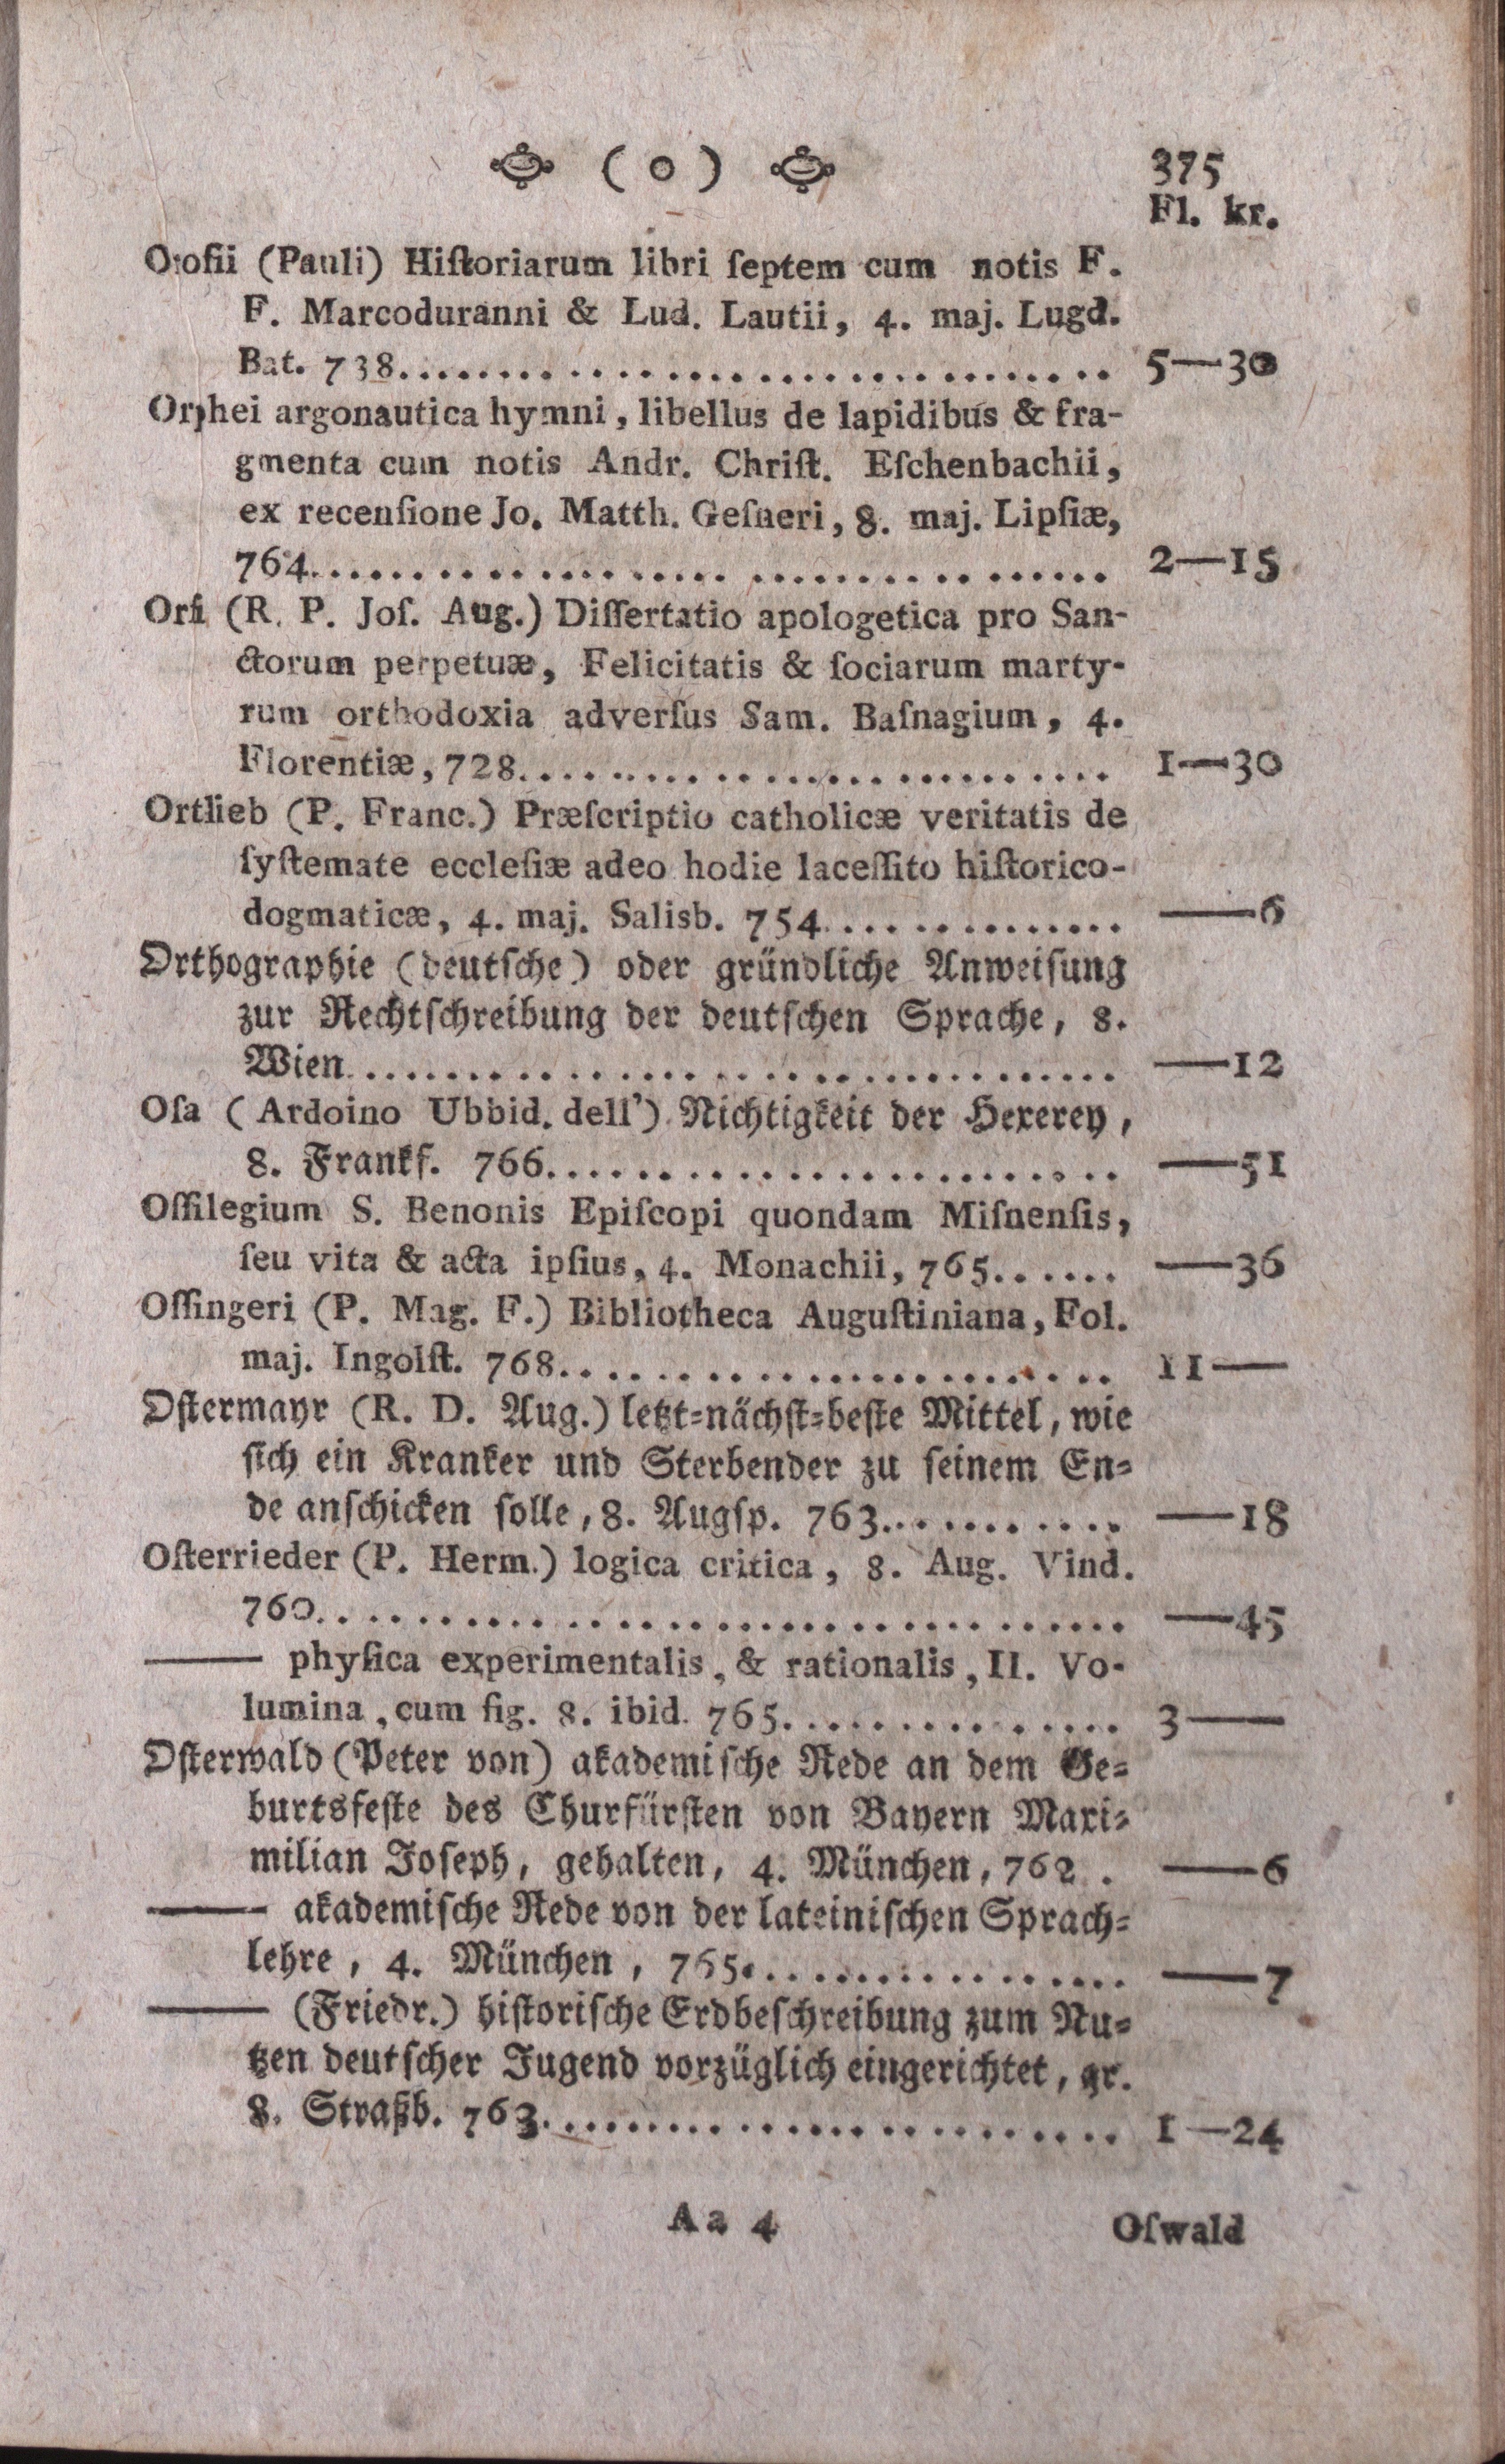 ( o ) 375
Fl. kr.
Oroſii (Pauli) Hiſtoriarum libri ſeptem cum notis F.
F. Marcoduranni & Lud. Lautii, 4. maj. Lugd.
Bat. 738. . . . . . . . . . . . . . . . . . . . . . . . . . . . . . 5—30
Orphei argonautica hymni, libellus de lapidibus & fra-
gmenta cum notis Andr. Chriſt. Eſchenbachii,
ex recenſione Jo. Matth. Geſneri, 8. maj. Lipſiæ,
764. . . . . . . . . . . . . . . . . . . . . . . . . . . . . . 2—15
Orſi (R. P. Joſ. Aug.) Diſſertatio apologetica pro San-
ctorum perpetuæ, Felicitatis & ſociarum marty-
rum orthodoxia adverſus Sam. Baſnagium, 4.
Florentiæ, 728. . . . . . . . . . . . . . . . . . . . . . . . 1—30
Ortlieb (P. Franc.) Præſcriptio catholicæ veritatis de
ſyſtemate eccleſiæ adeo hodie laceſſito hiſtorico-
dogmaticæ, 4. maj. Salisb. 754. . . . . . . . . . . . . ——6
Orthographie (deutſche) oder gründliche Anweiſung
zur Rechtſchreibung der deutſchen Sprache, 8.
Wien. . . . . . . . . . . . . . . . . . . . . . . . . . . . . . ——12
Oſa (Ardoino Ubbid. dell') Nichtigkeit der Hexerey,
8. Frankf. 766. . . . . . . . . . . . . . . . . . . . . . . . ——51
Oſſilegium S. Benonis Epiſcopi quondam Miſnenſis,
ſeu vita & acta ipſius, 4. Monachii, 765. . . . . . ——36
Oſſingeri (P. Mag. F.) Bibliotheca Auguſtiniana, Fol.
maj. Ingolſt. 768. . . . . . . . . . . . . . . . . . . . . . 11——
Oſtermayr (R. D. Aug.) letzt=nächſt=beſte Mittel, wie
ſich ein Kranker und Sterbender zu ſeinem En=
de anſchicken ſolle, 8. Augſp. 763. . . . . . . . . . . ——18
Oſterrieder (P. Herm.) logica critica, 8. Aug. Vind.
760. . . . . . . . . . . . . . . . . . . . . . . . . . . . . . . . ——45
—— phyſica experimentalis, & rationalis, II. Vo-
lumina, cum fig. 8. ibid. 765. . . . . . . . . . . . . . . 3——
Oſterwald (Peter von) akademiſche Rede an dem Ge=
burtsfeſte des Churfürſten von Bayern Maxi=
milian Joſeph, gehalten, 4. München, 762 . ——6
—— akademiſche Rede von der lateiniſchen Sprach=
lehre, 4. München, 765. . . . . . . . . . . . . . . . . ——7
—— (Friedr.) hiſtoriſche Erdbeſchreibung zum Nu=
tzen deutſcher Jugend vorzüglich eingerichtet, gr.
8. Straßb. 763. . . . . . . . . . . . . . . . . . . . . . . . 1—24
Aa 4 Oſwald